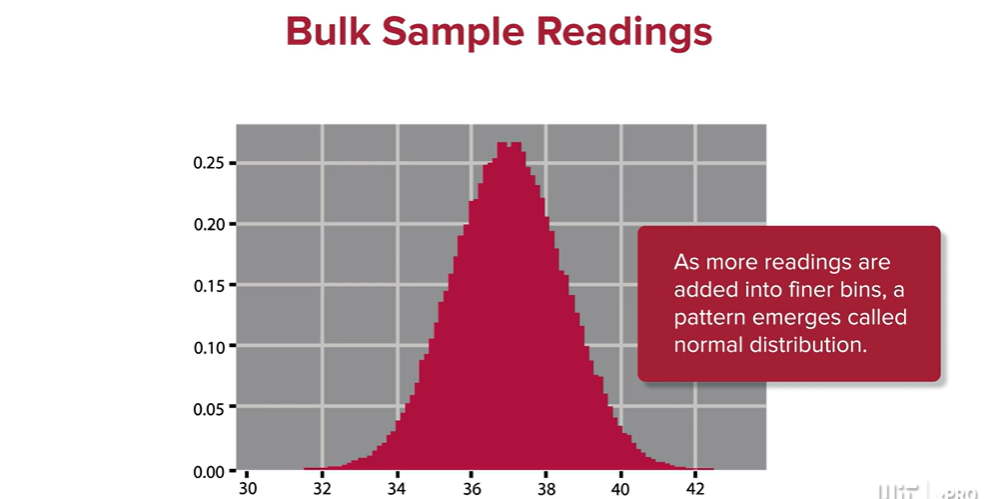 Bulk Sample Readings
0.25
0.20
0.15
0.10
0.05
0.00
30 32 34 36 38 40 42
As more readings are
added into finer bins, a
pattern emerges called
normal distribution.